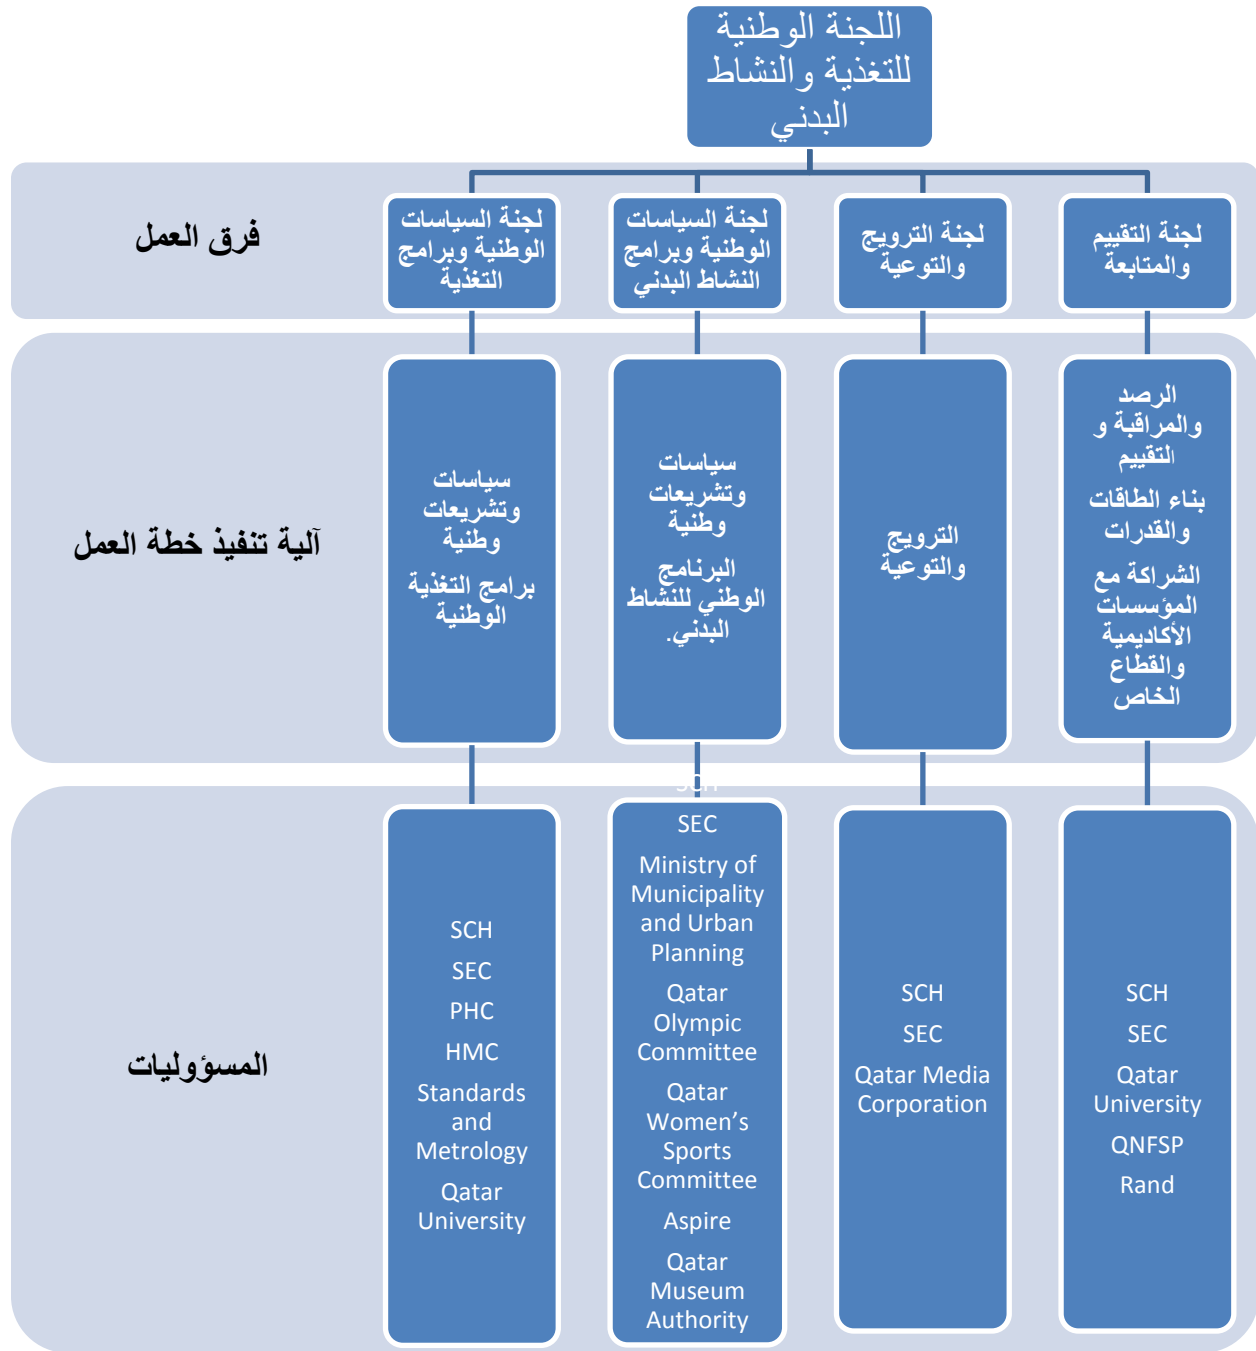 اللجنة الوطنية
للتغذية والنشاط
البدني
فرق العمل
لجنة السياسات
الوطنية وبرامج
التغذية
لجنة السياسات
الوطنية وبرامج
النشاط البدني
لجنة الترويج
والتوعية
لجنة التقييم
والمتابعة
آلية تنفيذ خطة العمل
سياسات
وتشريعات
وطنية
برامج التغذية
الوطنية
سياسات
وتشريعات
وطنية
البرنامج
الوطني للنشاط
البدني.
الترويج
والتوعية
الرصد
والمراقبة و
التقييم
بناء الطاقات
والقدرات
الشراكة مع
المؤسسات
الأكاديمية
والقطاع
الخاص
المسؤوليات
SCH
SEC
PHC
HMC
Standards
and
Metrology
Qatar
University
SCH
SEC
Ministry of
Municipality
and Urban
Planning
Qatar
Olympic
Committee
Qatar
Women’s
Sports
Committee
Aspire
Qatar
Museum
Authority
SCH
SEC
Qatar Media
Corporation
SCH
SEC
Qatar
University
QNFSP
Rand